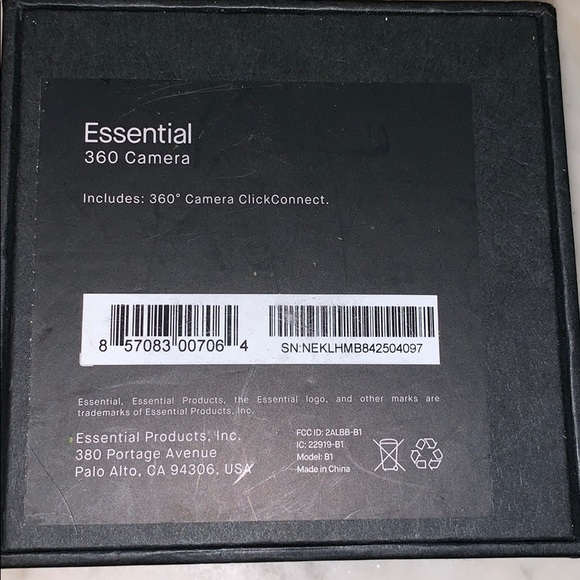 Essential
360 Camera
Includes: 360° Camera ClickConnect.
8 57083 00706 4
SN:NEKLHMB842504097
Essential, Essential Products, the Essential logo, and other marks are
trademarks of Essential Products, Inc.
Essential Products, Inc.
380 Portage Avenue
Palo Alto, CA 94306, USA
FCC ID: 2ALBB-B1
IC: 22919-B1
Model: B1
Made in China